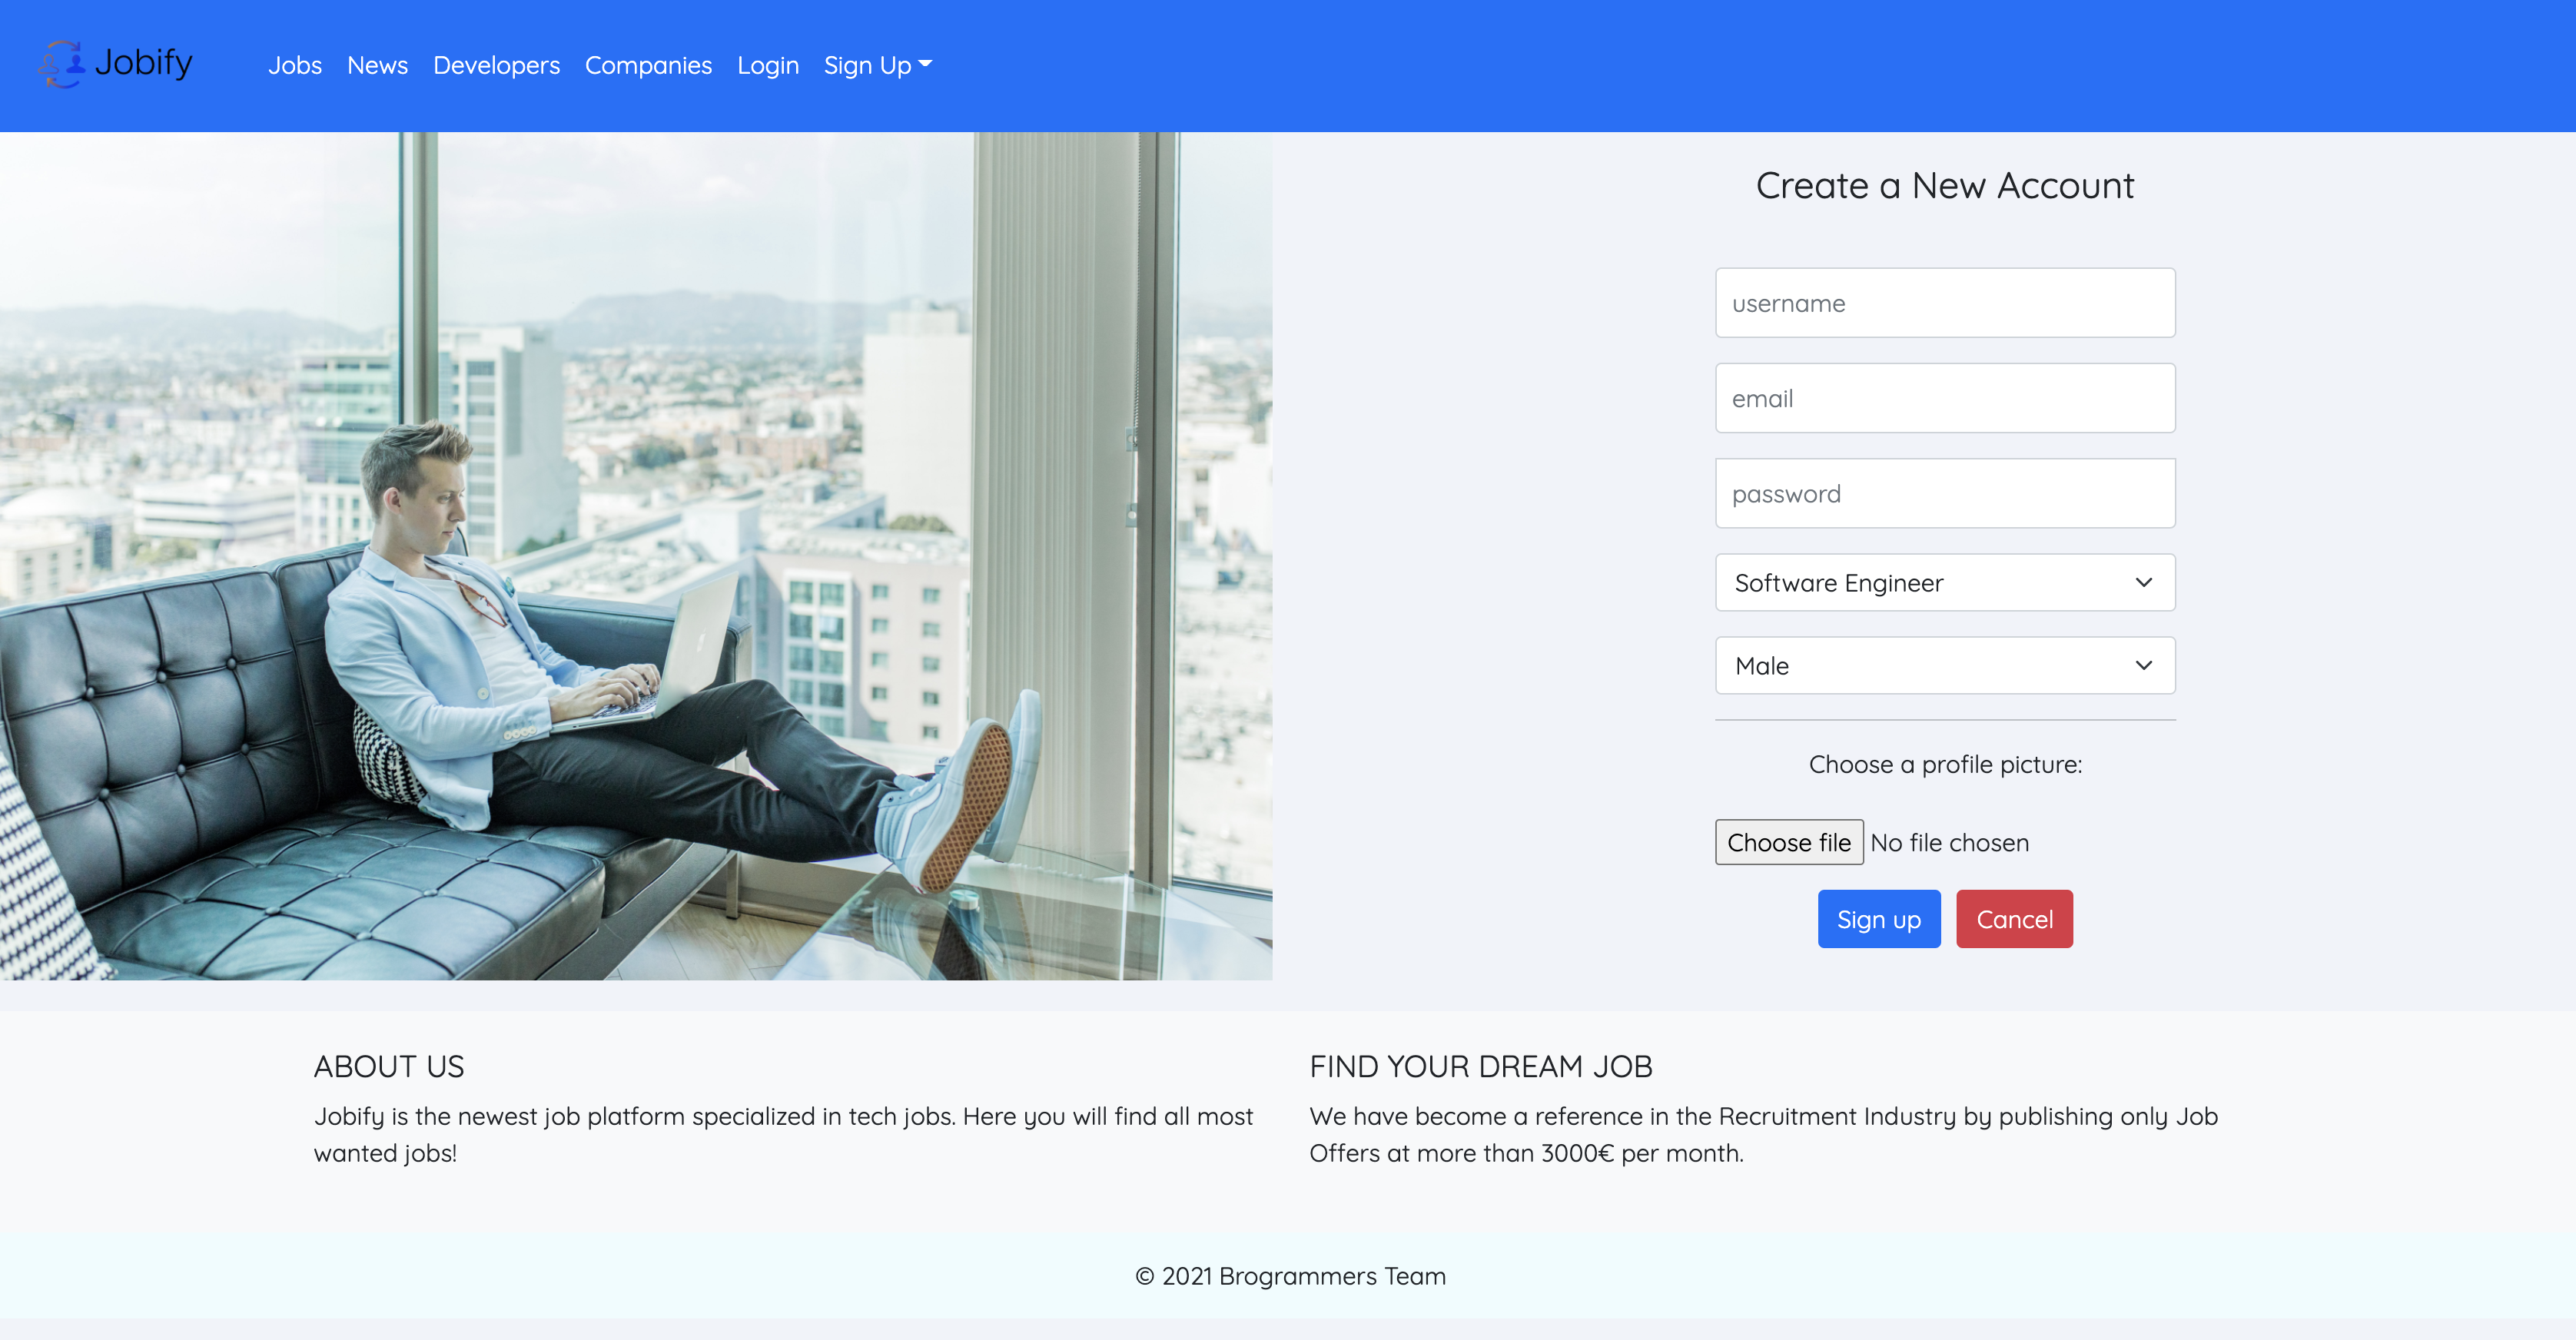 Jobify
Jobs News Developers Companies Login Sign Up
Create a New Account
username
email
password
Software Engineer
Male
Choose a profile picture:
Choose file No file chosen
Sign up Cancel
ABOUT US
Jobify is the newest job platform specialized in tech jobs. Here you will find all most
wanted jobs!
FIND YOUR DREAM JOB
We have become a reference in the Recruitment Industry by publishing only Job
Offers at more than 3000€ per month.
© 2021 Brogrammers Team